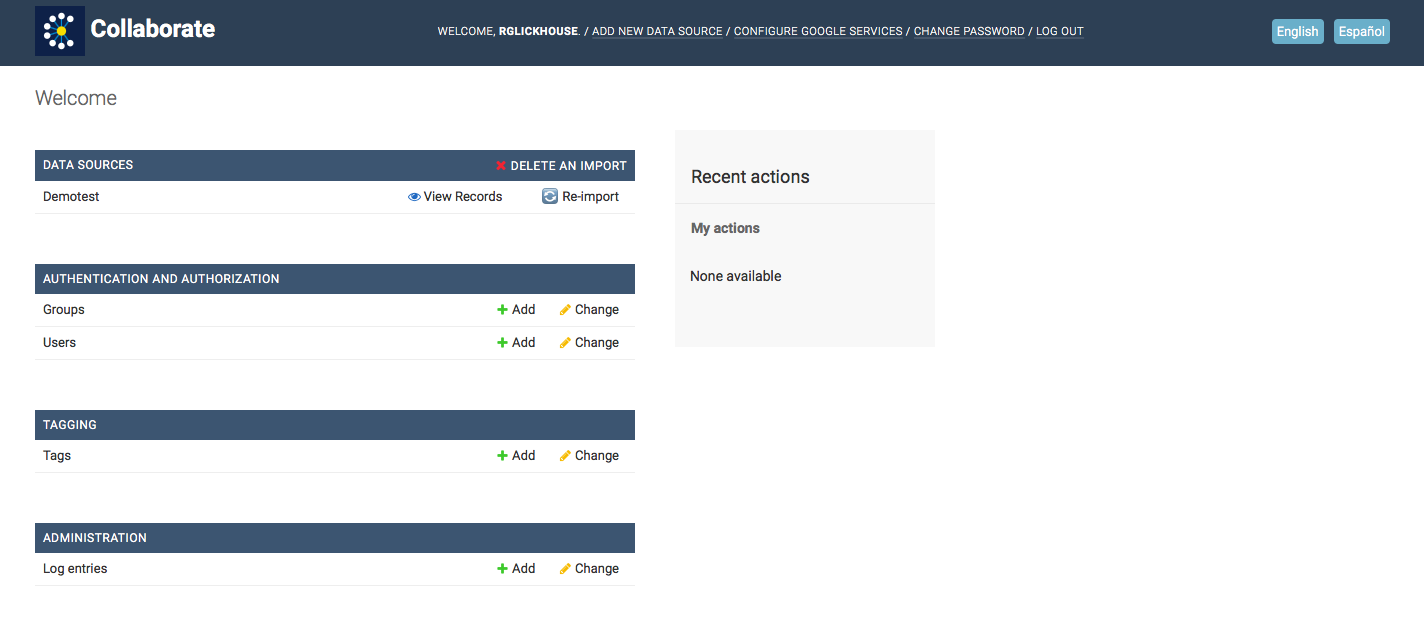 Collaborate
WELCOME, RGLICKHOUSE. / ADD NEW DATA SOURCE / CONFIGURE GOOGLE SERVICES / CHANGE PASSWORD / LOG OUT
English Español
Welcome
DATA SOURCES DELETE AN IMPORT
Demotest View Records Re-import
AUTHENTICATION AND AUTHORIZATION
Groups Add Change
Users Add Change
TAGGING
Tags Add Change
ADMINISTRATION
Log entries Add Change
Recent actions
My actions
None available